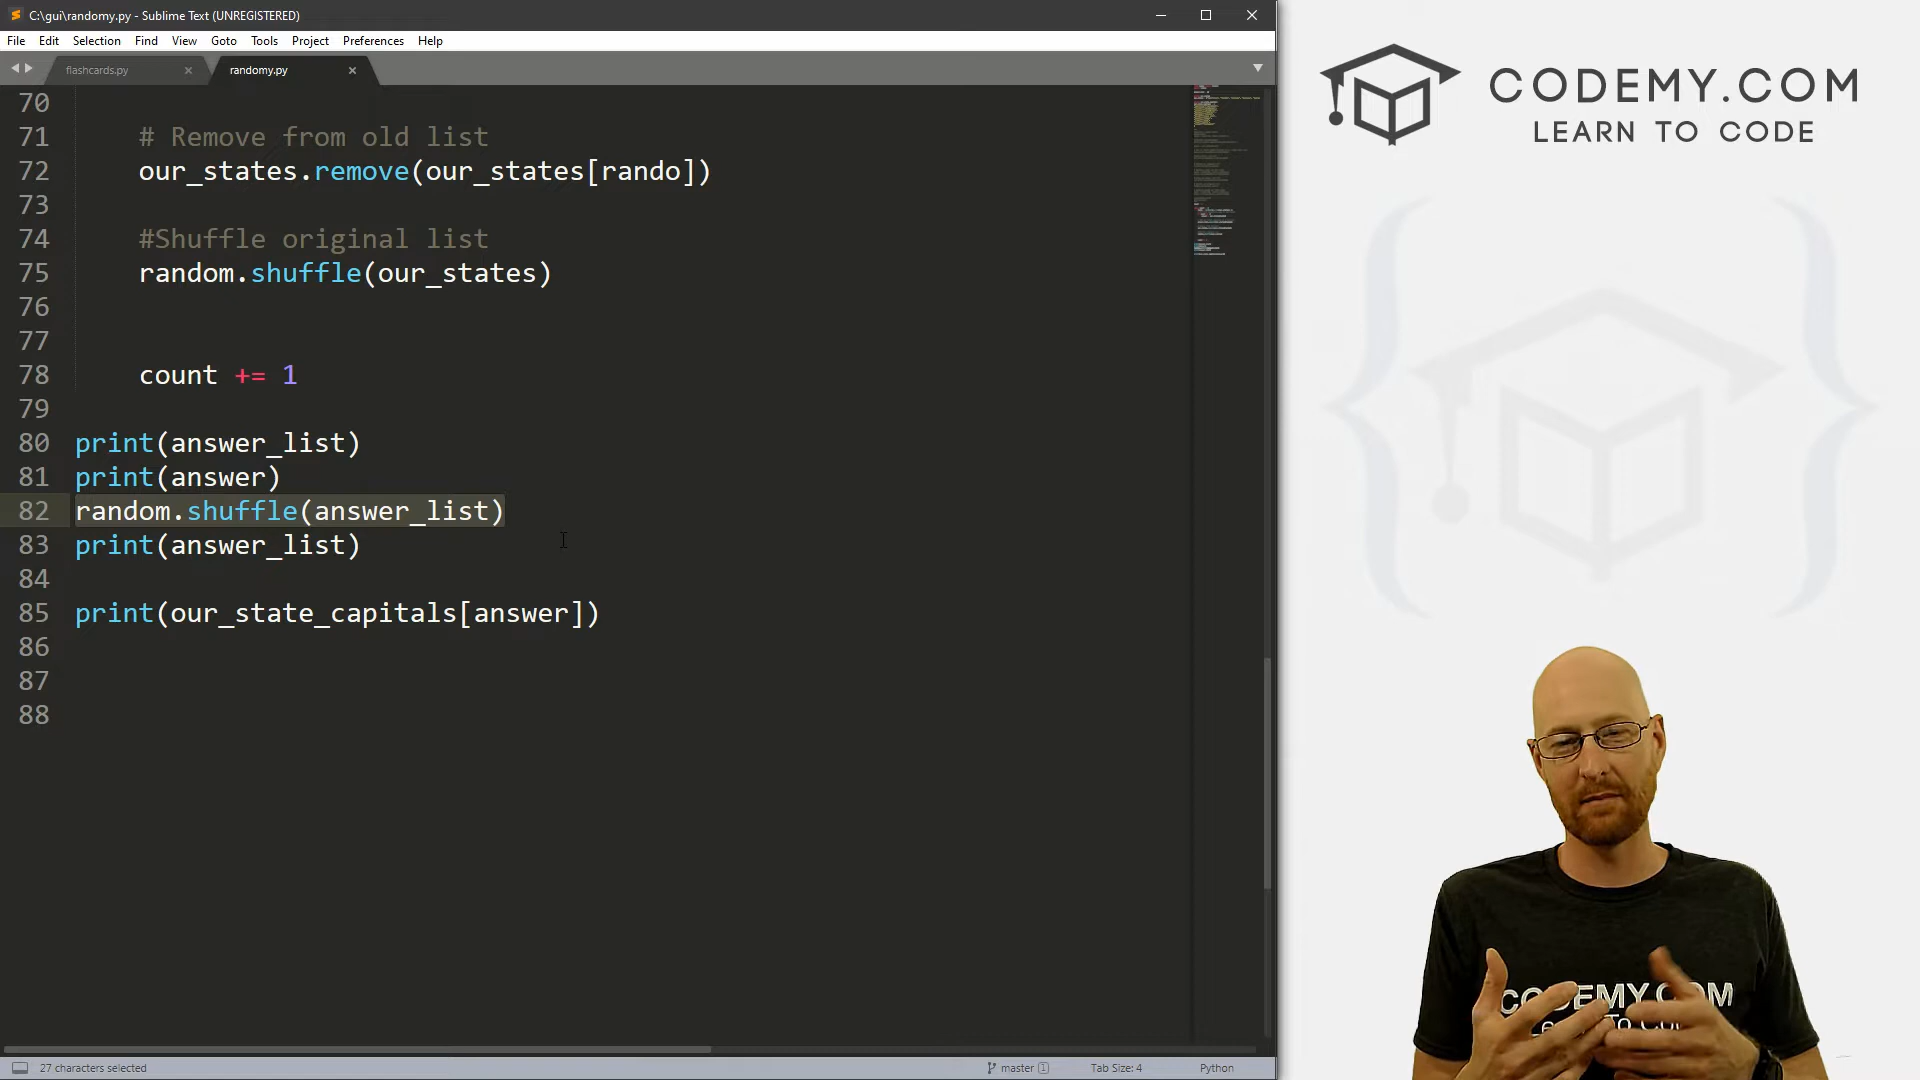 C:\gui\randomy.py - Sublime Text (UNREGISTERED)
File Edit Selection Find View Goto Tools Project Preferences Help
flashcards.py randomy.py
70
71 # Remove from old list
72 our_states.remove(our_states[rando])
73
74 #Shuffle original list
75 random.shuffle(our_states)
76
77
78 count += 1
79
80 print(answer_list)
81 print(answer)
82 random.shuffle(answer_list)
83 print(answer_list)
84
85 print(our_state_capitals[answer])
86
87
88
27 characters selected master 1 Tab Size: 4 Python
CODEMY.COM
LEARN TO CODE
CODEMY.COM